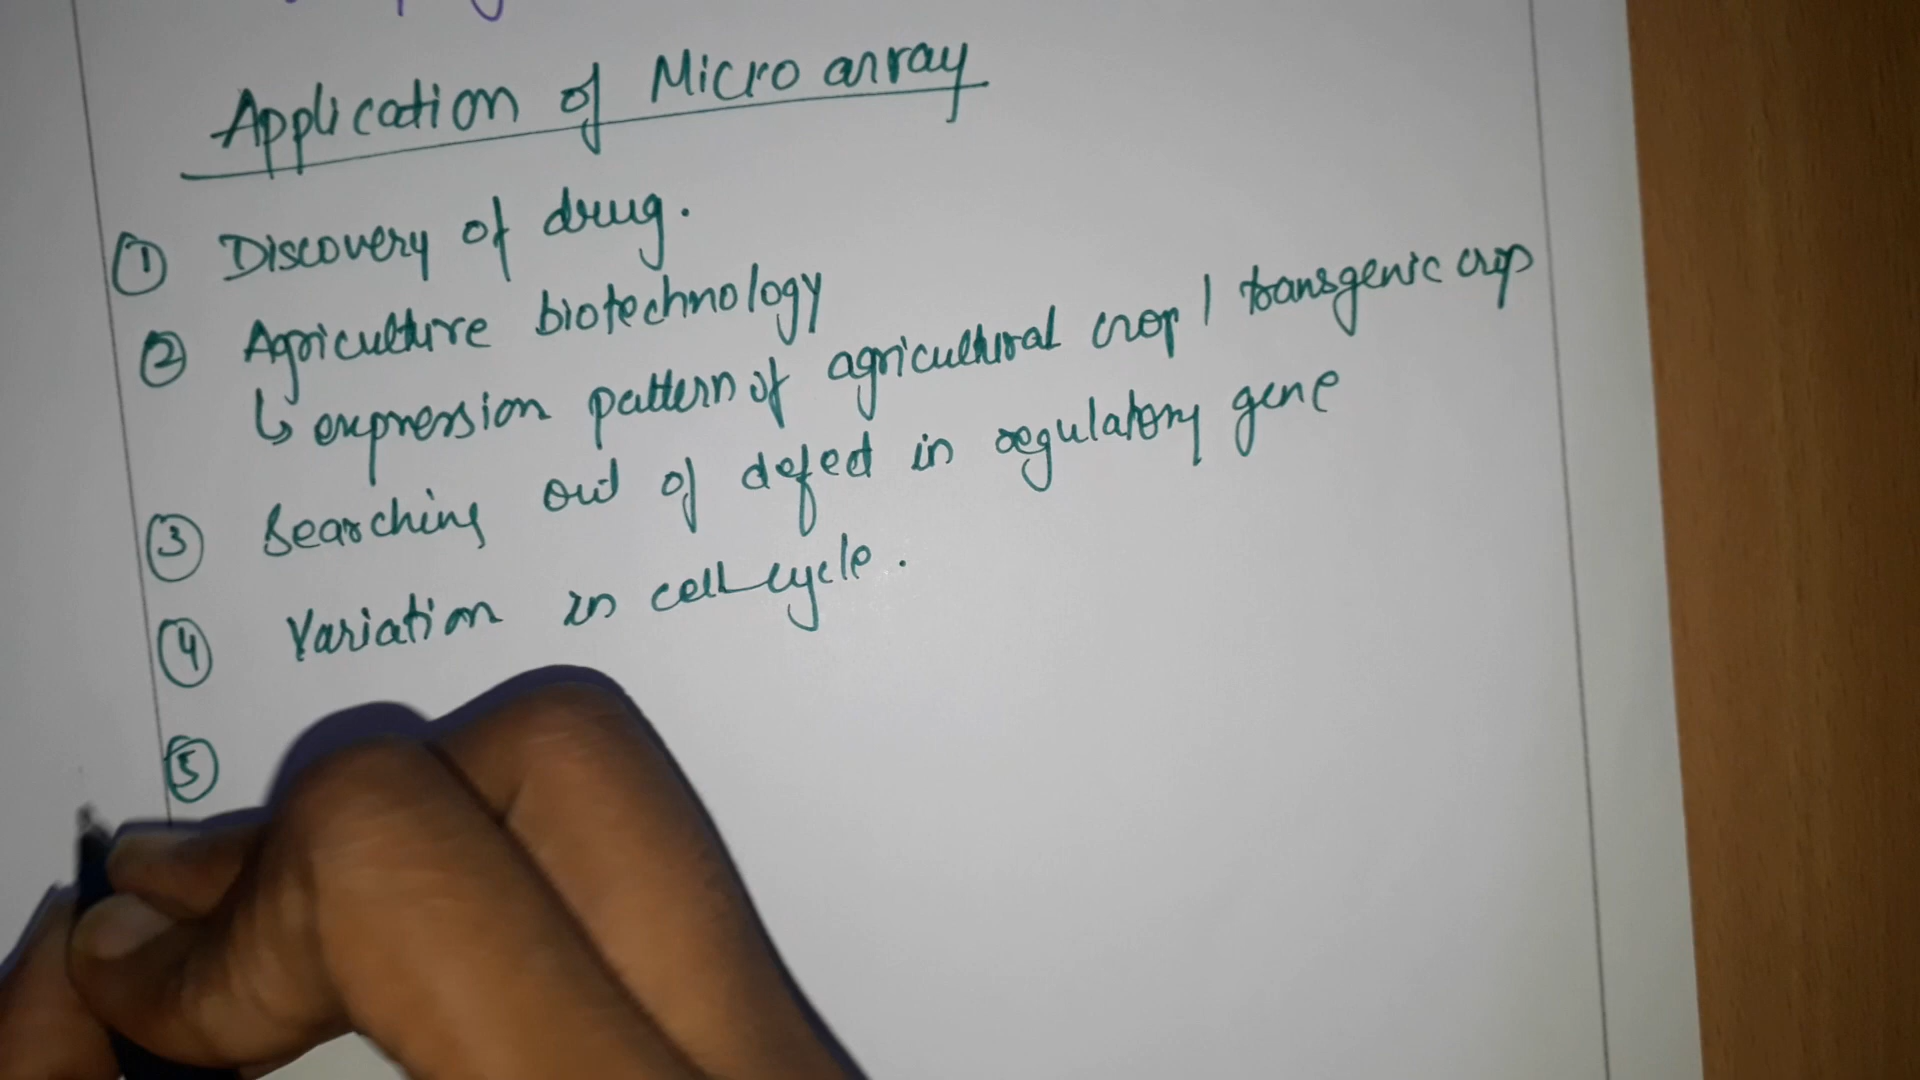 Application of Micro array
① Discovery of drug.
② Agriculture biotechnology
↳ expression pattern of agricultural crop / transgenic crop
③ Searching out of defect in regulatory gene
④ Variation in cell cycle.
⑤